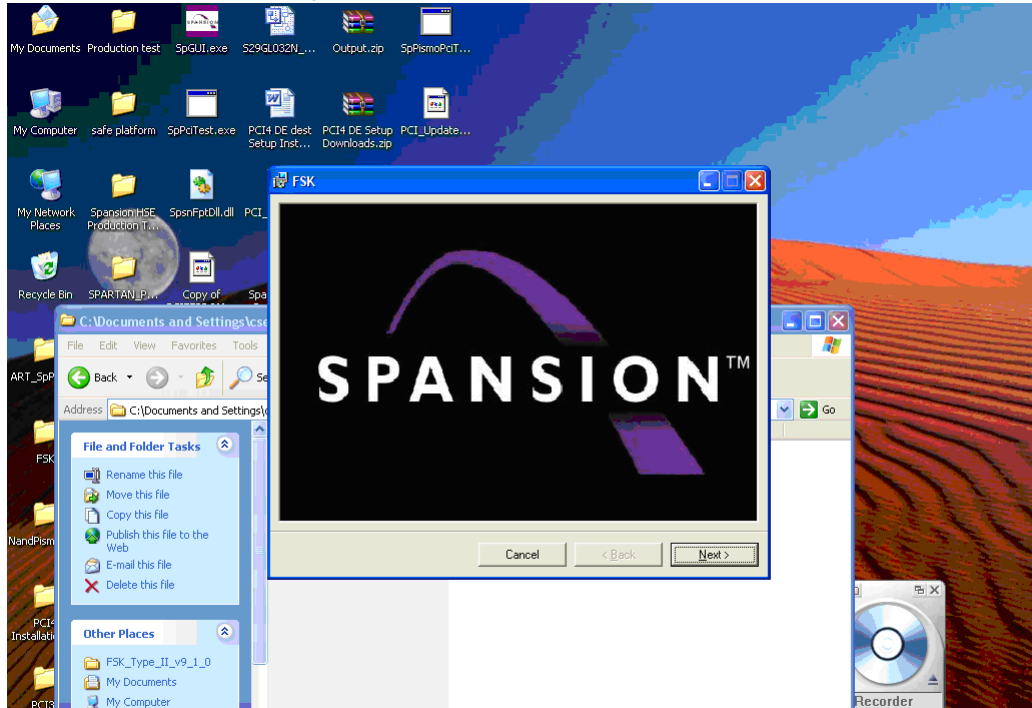 My Documents
Production test
SpGUI.exe
S29GL032N_...
Output.zip
SpPismoPciT...
My Computer
safe platform
SpPciTest.exe
PCI4 DE dest
Setup Inst...
PCI4 DE Setup
Downloads.zip
PCI_Update...
My Network
Places
Spansion HSE
Production T...
SpsnFptDll.dll
PCI_
Recycle Bin
SPARTAN_P...
Copy of
Spa
FSK
SPANSION™
Cancel
< Back
Next >
C:\Documents and Settings\cse
File Edit View Favorites Tools
Back
Se
Address C:\Documents and Settings\c
Go
File and Folder Tasks
Rename this file
Move this file
Copy this file
Publish this file to the
Web
E-mail this file
Delete this file
Other Places
FSK_Type_II_v9_1_0
My Documents
My Computer
ART_SpP
FSK
NandPism
PCI4
Installati
PCI3
Recorder